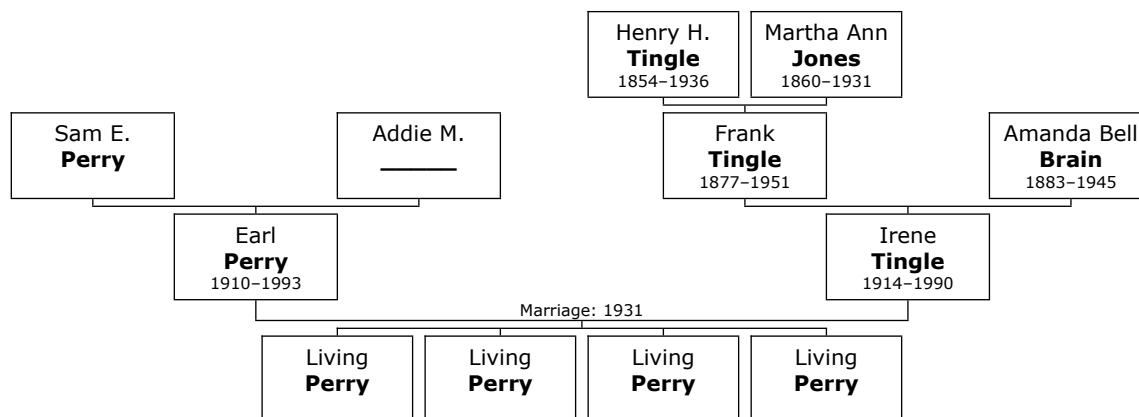 Henry H.
Tingle
1854–1936
Martha Ann
Jones
1860–1931
Sam E.
Perry
Addie M.
Frank
Tingle
1877–1951
Amanda Bell
Brain
1883–1945
Earl
Perry
1910–1993
Irene
Tingle
1914–1990
Marriage: 1931
Living
Perry
Living
Perry
Living
Perry
Living
Perry